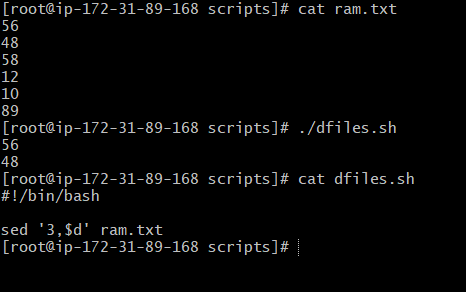 [root@ip-172-31-89-168 scripts]# cat ram.txt
56
48
58
12
10
89
[root@ip-172-31-89-168 scripts]# ./dfiles.sh
56
48
[root@ip-172-31-89-168 scripts]# cat dfiles.sh
#!/bin/bash

sed '3,$d' ram.txt
[root@ip-172-31-89-168 scripts]#